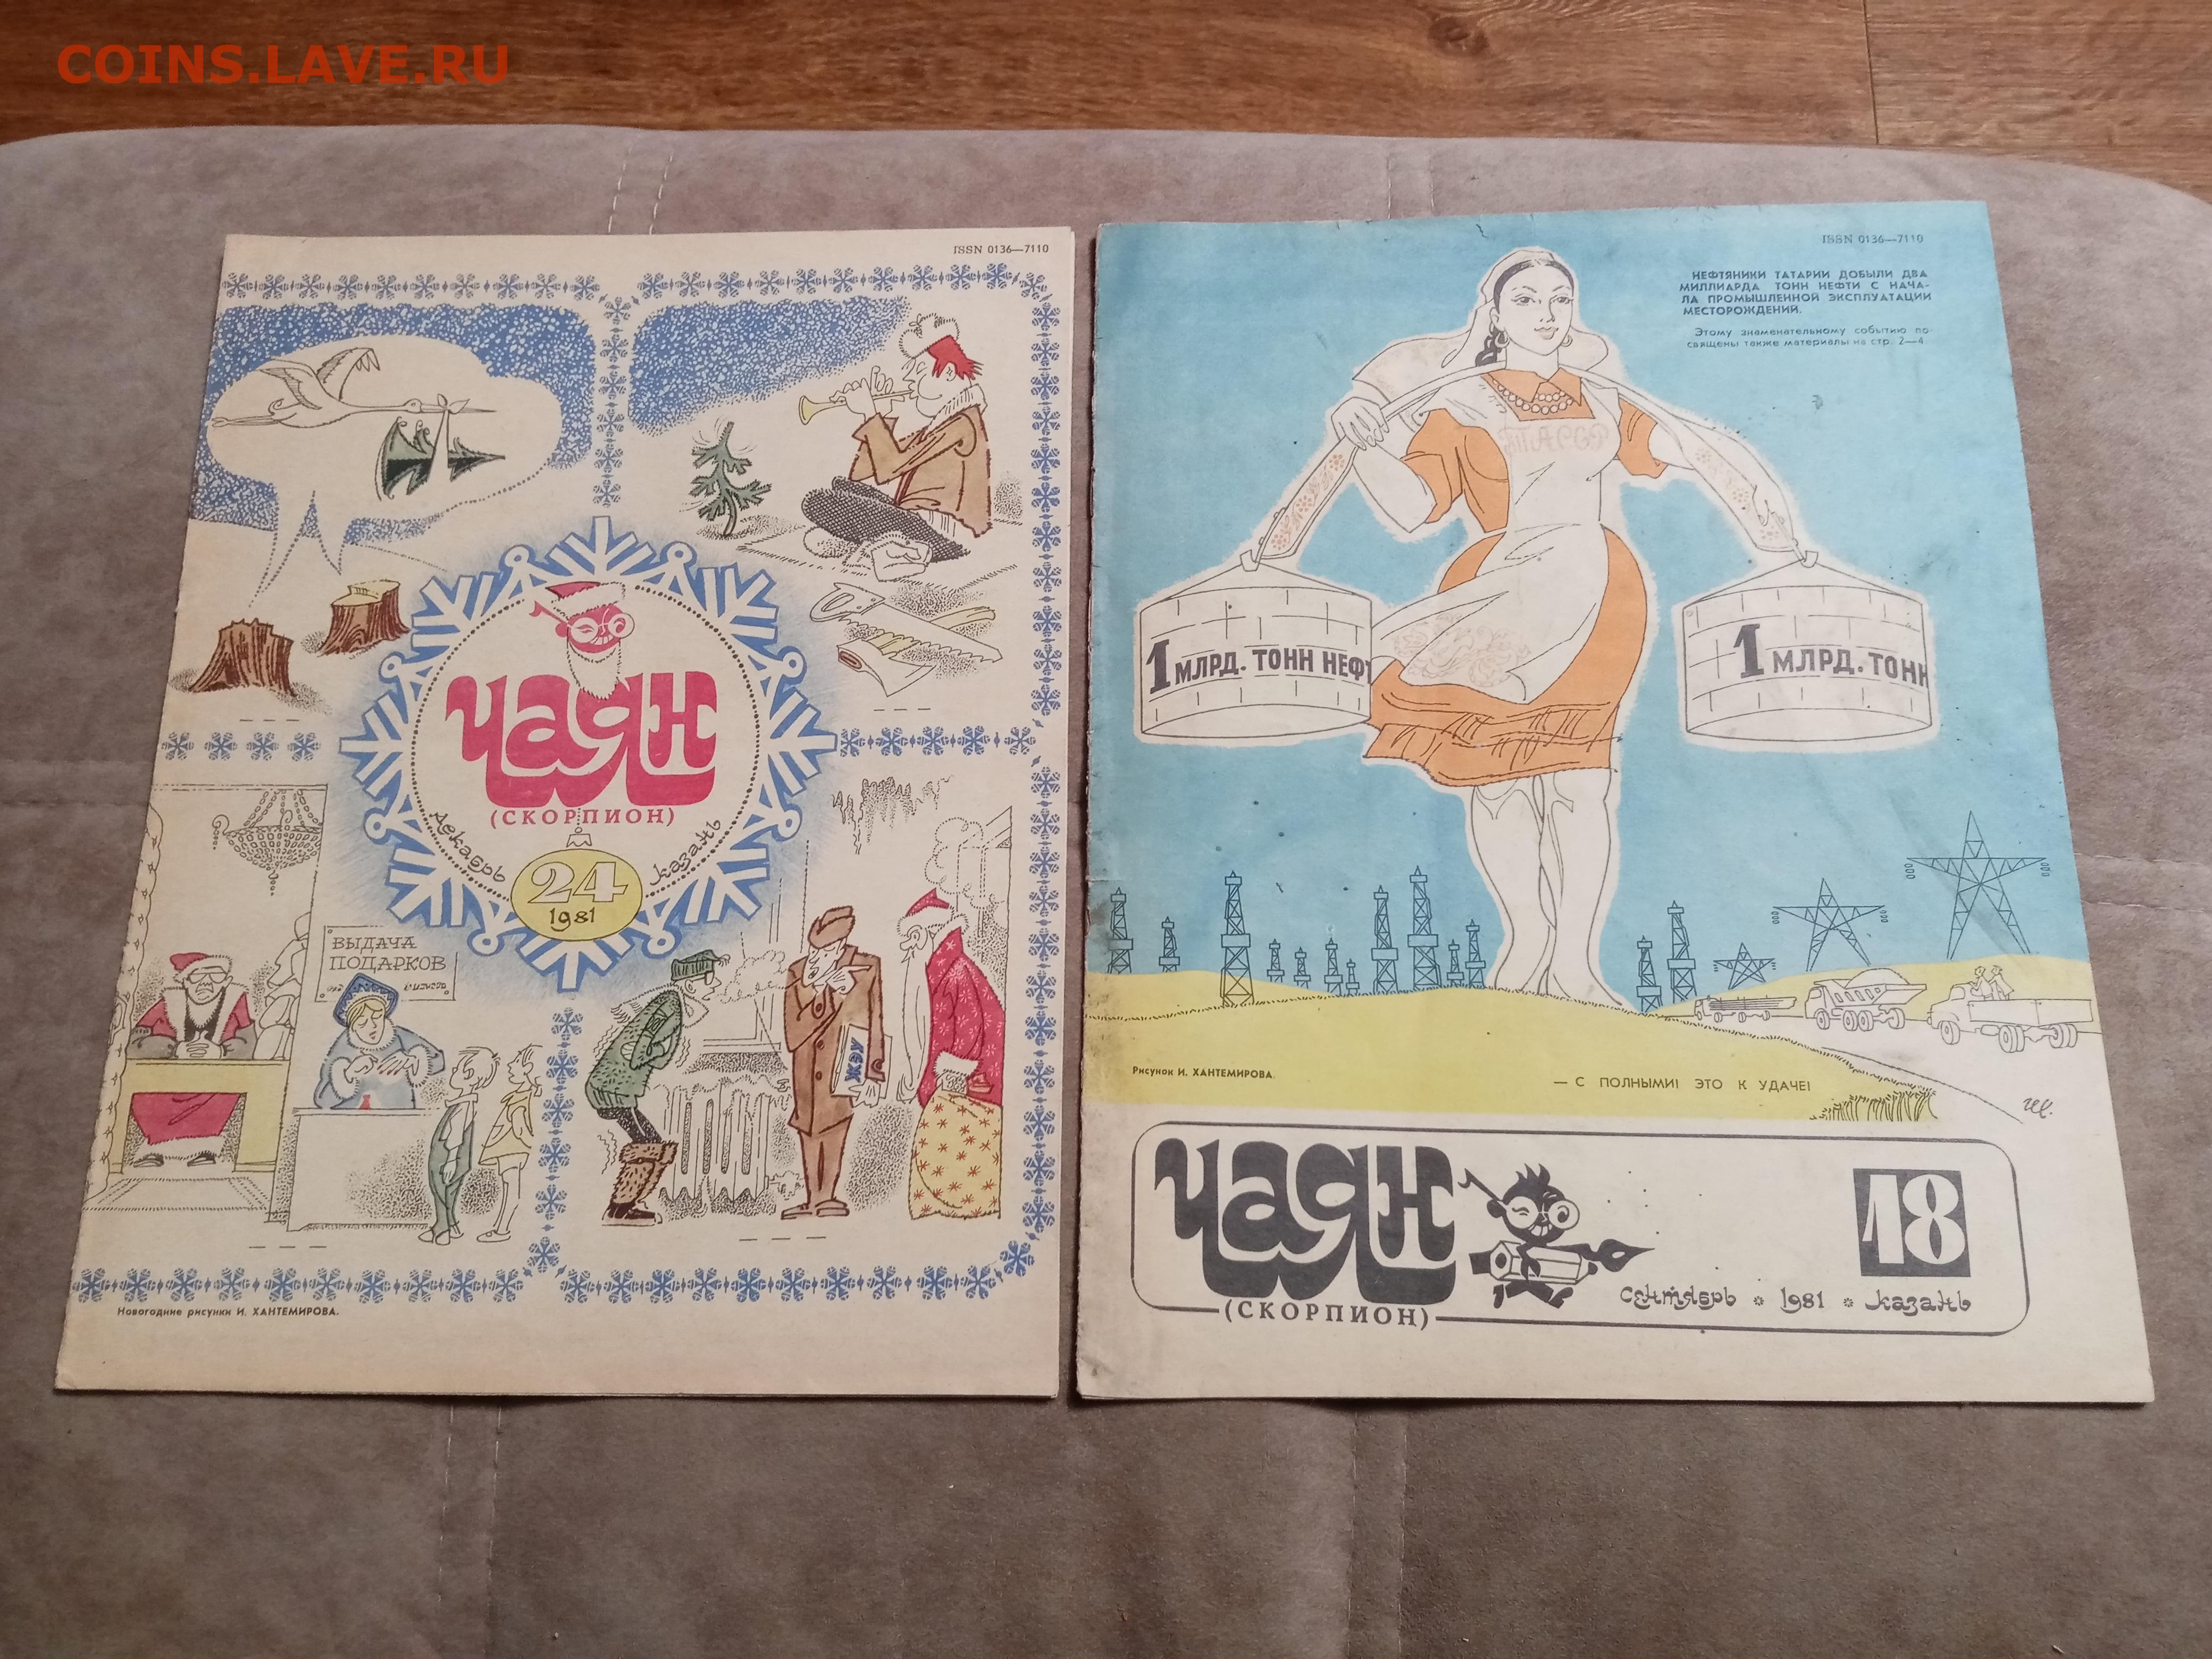 COINS.LAVE.RU
ISSN 0136—7110
чаян
(СКОРПИОН)
декабрь
казань
24
1981
ВЫДАЧА
ПОДАРКОВ
ЖЭУ
Новогодние рисунки И. ХАНТЕМИРОВА.
ISSN 0136—7110
НЕФТЯНИКИ ТАТАРИИ ДОБЫЛИ ДВА
МИЛЛИАРДА ТОНН НЕФТИ С НАЧА-
ЛА ПРОМЫШЛЕННОЙ ЭКСПЛУАТАЦИИ
МЕСТОРОЖДЕНИЙ.
Этому знаменательному событию по-
священы также материалы на стр. 2—4.
ТАССР
1 МЛРД. ТОНН НЕФТ
1 МЛРД. ТОНН
Рисунок И. ХАНТЕМИРОВА.
— С ПОЛНЫМИ! ЭТО К УДАЧЕ!
чаян
18
(СКОРПИОН)
сентябрь * 1981 * казань